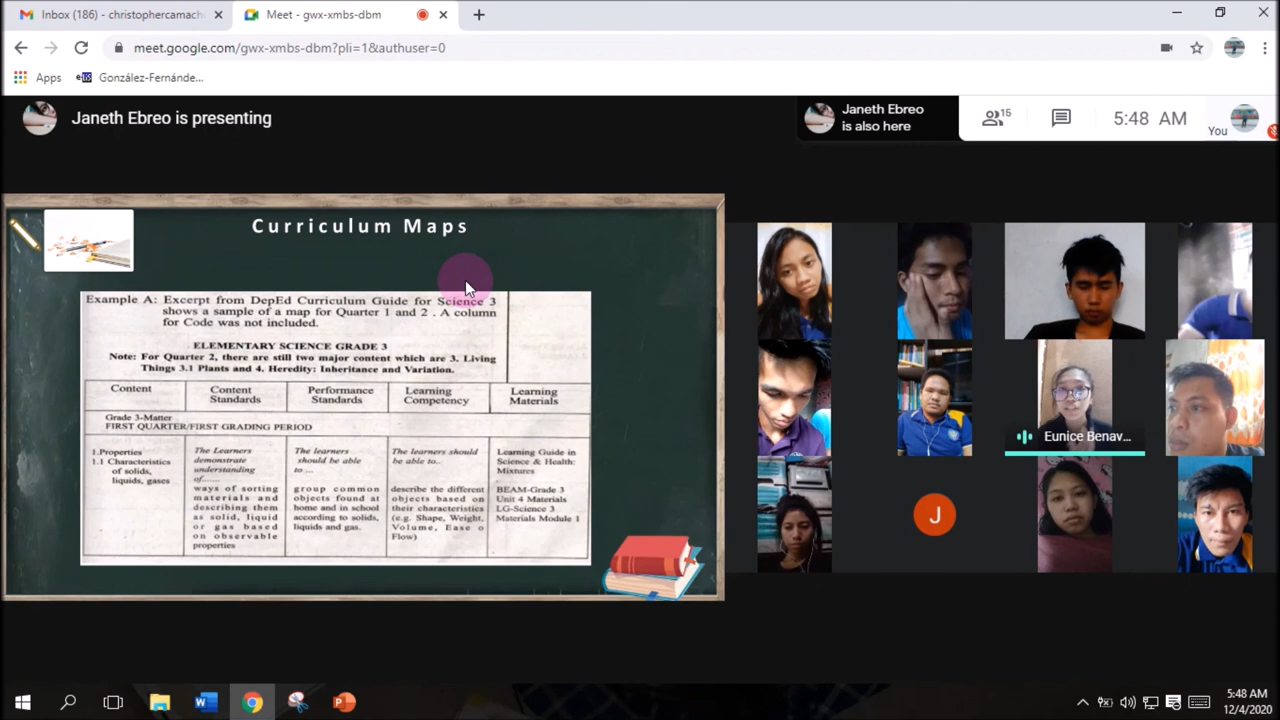 Inbox (186) - christophercamach
Meet - gwx-xmbs-dbm
meet.google.com/gwx-xmbs-dbm?pli=1&authuser=0
Apps
González-Fernánde...
Janeth Ebreo is presenting
Janeth Ebreo
is also here
15
5:48 AM
You
Curriculum Maps
Example A: Excerpt from DepEd Curriculum Guide for Science 3
shows a sample of a map for Quarter 1 and 2 . A column
for Code was not included.
ELEMENTARY SCIENCE GRADE 3
Note: For Quarter 2, there are still two major content which are 3. Living
Things 3.1 Plants and 4. Heredity: Inheritance and Variation.
Content
Content
Standards
Performance
Standards
Learning
Competency
Learning
Materials
Grade 3-Matter
FIRST QUARTER/FIRST GRADING PERIOD
1.Properties
1.1 Characteristics
of solids,
liquids, gases
The Learners
demonstrate
understanding
of.......
ways of sorting
materials and
describing them
as solid, liquid
or gas based
on observable
properties
The learners
should be able
to ....
group common
objects found at
home and in school
according to solids,
liquids and gas.
The learners should
be able to..
describe the different
objects based on
their characteristics
(e.g. Shape, Weight,
Volume, Ease o
Flow)
Learning Guide in
Science & Health:
Mixtures
BEAM-Grade 3
Unit 4 Materials
LG-Science 3
Materials Module 1
Eunice Benav...
J
5:48 AM
12/4/2020